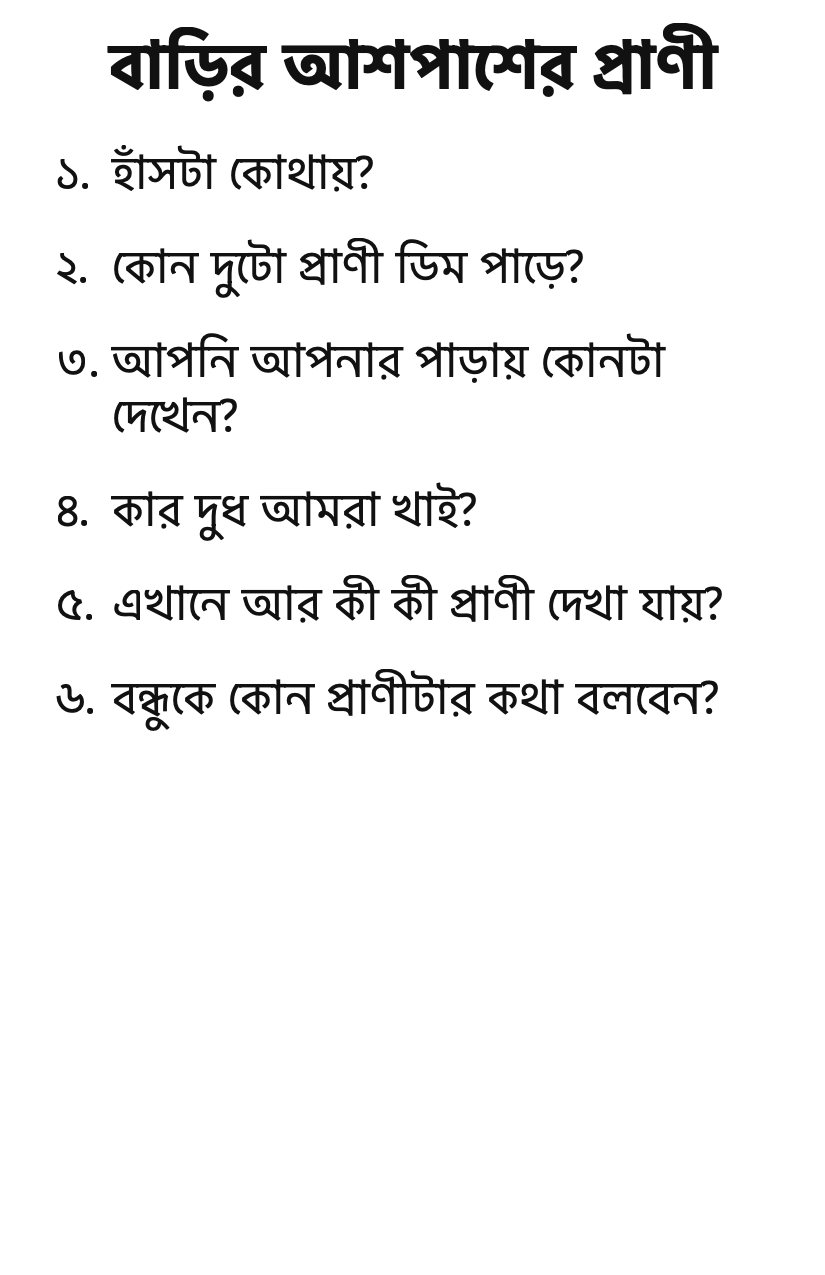 বাড়ির আশপাশের প্রাণী
১. হাঁসটা কোথায়?
২. কোন দুটো প্রাণী ডিম পাড়ে?
৩. আপনি আপনার পাড়ায় কোনটা
দেখেন?
৪. কার দুধ আমরা খাই?
৫. এখানে আর কী কী প্রাণী দেখা যায়?
৬. বন্ধুকে কোন প্রাণীটার কথা বলবেন?